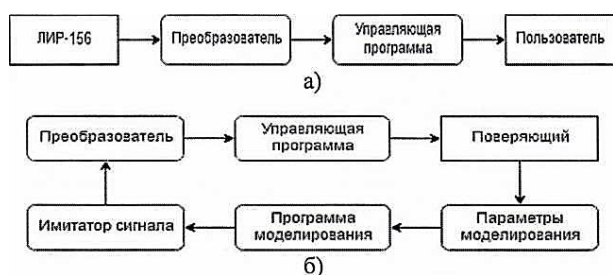 ЛИР-156
Преобразователь
Управляющая
программа
Пользователь
а)
Преобразователь
Управляющая
программа
Поверяющий
Имитатор сигнала
Программа
моделирования
Параметры
моделирования
б)